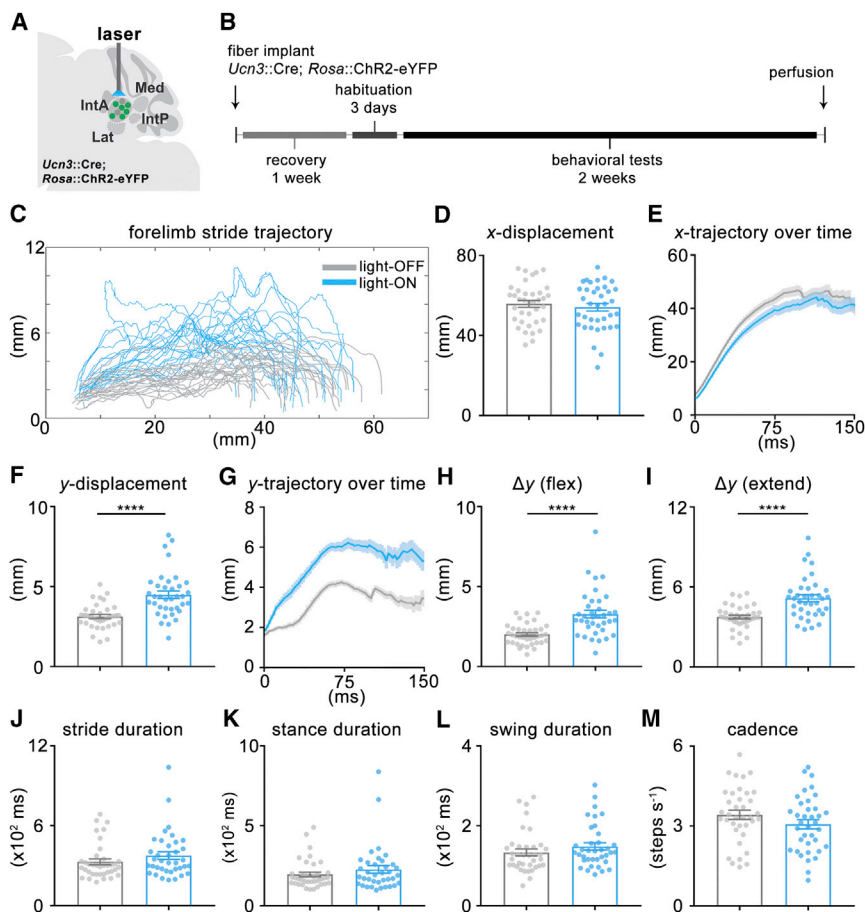 A
laser
Med
IntA
IntP
Lat
Ucn3::Cre;
Rosa::ChR2-eYFP
B
fiber implant
Ucn3::Cre; Rosa::ChR2-eYFP
habituation
3 days
perfusion
recovery
1 week
behavioral tests
2 weeks
C
forelimb stride trajectory
light-OFF
light-ON
(mm)
12
8
4
0
0
20
40
60
(mm)
D
x-displacement
(mm)
80
40
0
E
x-trajectory over time
(mm)
60
40
20
0
0
75
150
(ms)
F
y-displacement
****
(mm)
10
5
0
G
y-trajectory over time
(mm)
8
6
4
2
0
0
75
150
(ms)
H
Δy (flex)
****
(mm)
10
5
0
I
Δy (extend)
****
(mm)
12
6
0
J
stride duration
(x10² ms)
12
6
3
0
K
stance duration
(x10² ms)
10
5
0
L
swing duration
(x10² ms)
4
2
0
M
cadence
(steps s⁻¹)
6
3
0